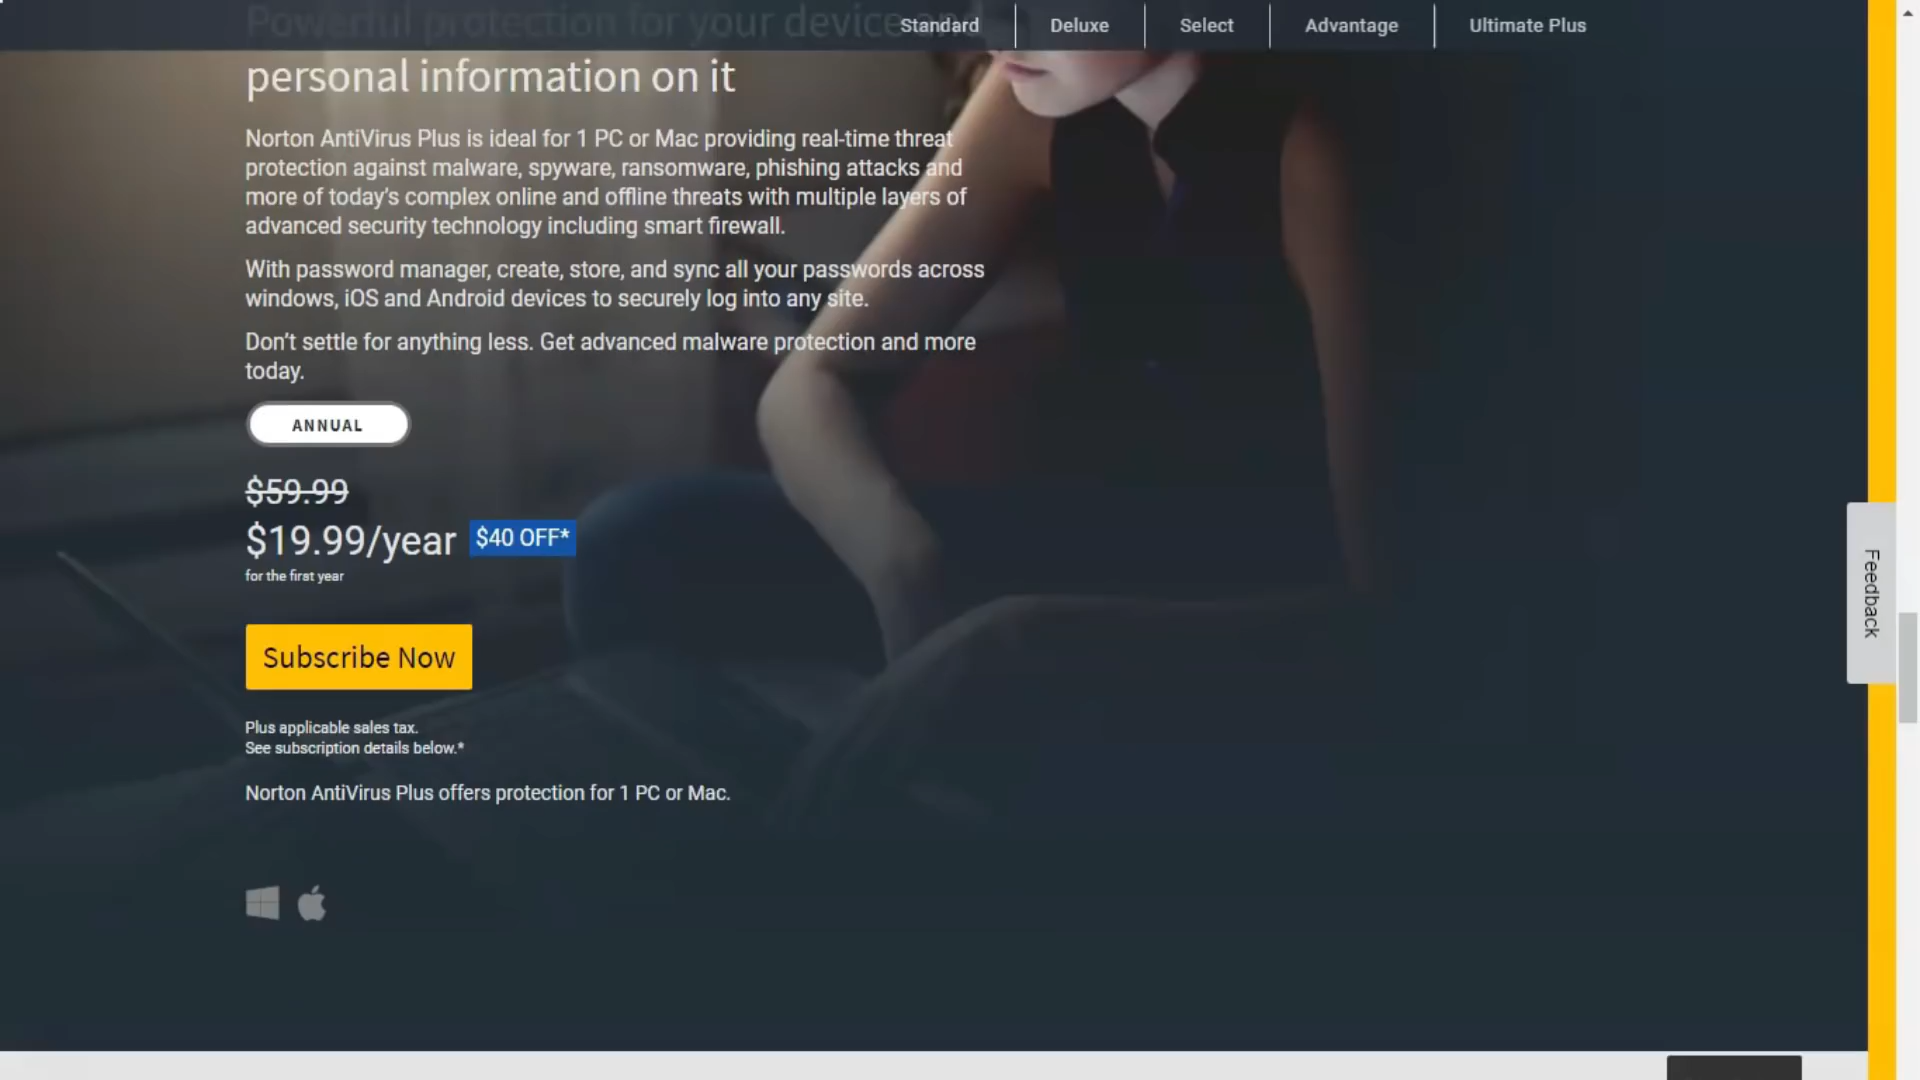 Powerful protection for your device and
Standard
Deluxe
Select
Advantage
Ultimate Plus
personal information on it
Norton AntiVirus Plus is ideal for 1 PC or Mac providing real-time threat
protection against malware, spyware, ransomware, phishing attacks and
more of today's complex online and offline threats with multiple layers of
advanced security technology including smart firewall.
With password manager, create, store, and sync all your passwords across
windows, iOS and Android devices to securely log into any site.
Don't settle for anything less. Get advanced malware protection and more
today.
ANNUAL
$59.99
$19.99/year $40 OFF*
for the first year
Subscribe Now
Plus applicable sales tax.
See subscription details below.*
Norton AntiVirus Plus offers protection for 1 PC or Mac.
Feedback